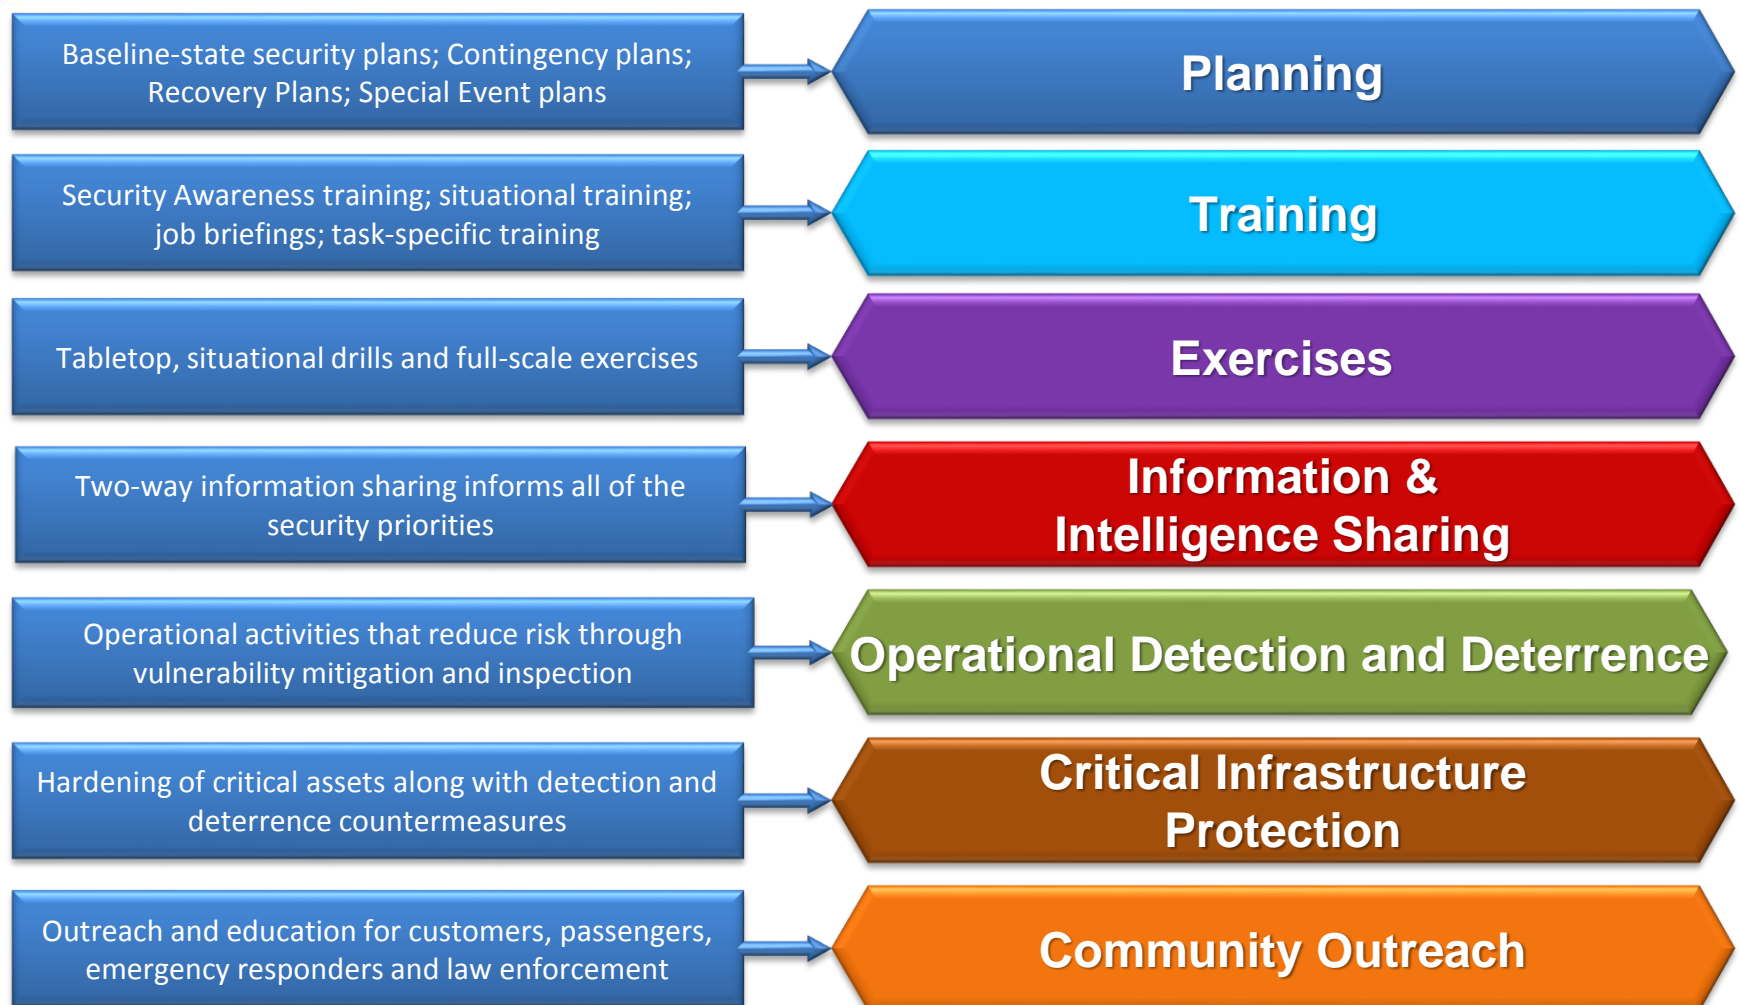 Baseline-state security plans; Contingency plans;
Recovery Plans; Special Event plans
Planning
Security Awareness training; situational training;
job briefings; task-specific training
Training
Tabletop, situational drills and full-scale exercises
Exercises
Two-way information sharing informs all of the
security priorities
Information &
Intelligence Sharing
Operational activities that reduce risk through
vulnerability mitigation and inspection
Operational Detection and Deterrence
Hardening of critical assets along with detection and
deterrence countermeasures
Critical Infrastructure
Protection
Outreach and education for customers, passengers,
emergency responders and law enforcement
Community Outreach